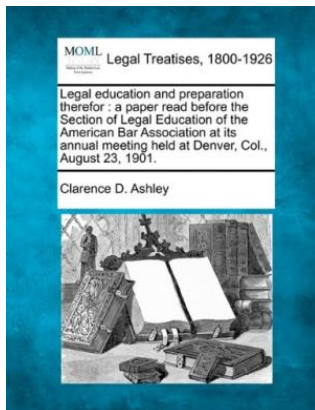 MOML Legal Treatises, 1800-1926
Legal education and preparation
therefor : a paper read before the
Section of Legal Education of the
American Bar Association at its
annual meeting held at Denver, Col.,
August 23, 1901.
Clarence D. Ashley